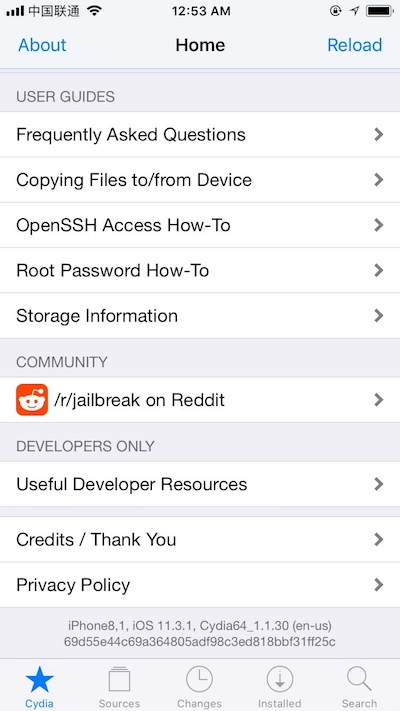 中国联通
12:53 AM
About
Home
Reload
USER GUIDES
Frequently Asked Questions
Copying Files to/from Device
OpenSSH Access How-To
Root Password How-To
Storage Information
COMMUNITY
/r/jailbreak on Reddit
DEVELOPERS ONLY
Useful Developer Resources
Credits / Thank You
Privacy Policy
iPhone8,1, iOS 11.3.1, Cydia64_1.1.30 (en-us)
69d55e44c69a364805adf98c3ed818bbf31ff25c
Cydia
Sources
Changes
Installed
Search